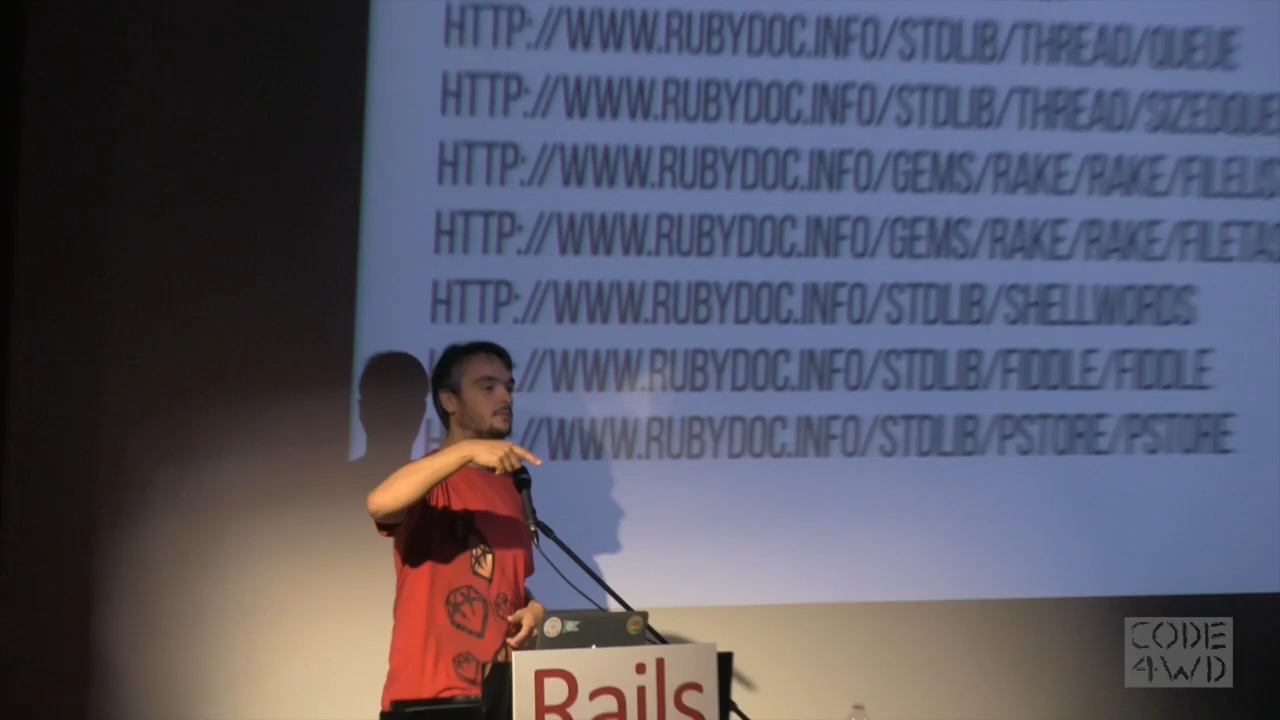 HTTP://WWW.RUBYDOC.INFO/STDLIB/THREAD/QUEUE
HTTP://WWW.RUBYDOC.INFO/STDLIB/THREAD/SIZEDQUE
HTTP://WWW.RUBYDOC.INFO/GEMS/RAKE/RAKE/FILELIS
HTTP://WWW.RUBYDOC.INFO/GEMS/RAKE/RAKE/FILETAS
HTTP://WWW.RUBYDOC.INFO/STDLIB/SHELLWORDS
//WWW.RUBYDOC.INFO/STDLIB/FIDDLE/FIDDLE
//WWW.RUBYDOC.INFO/STDLIB/PSTORE/PSTORE
Rails
CODE
4WD